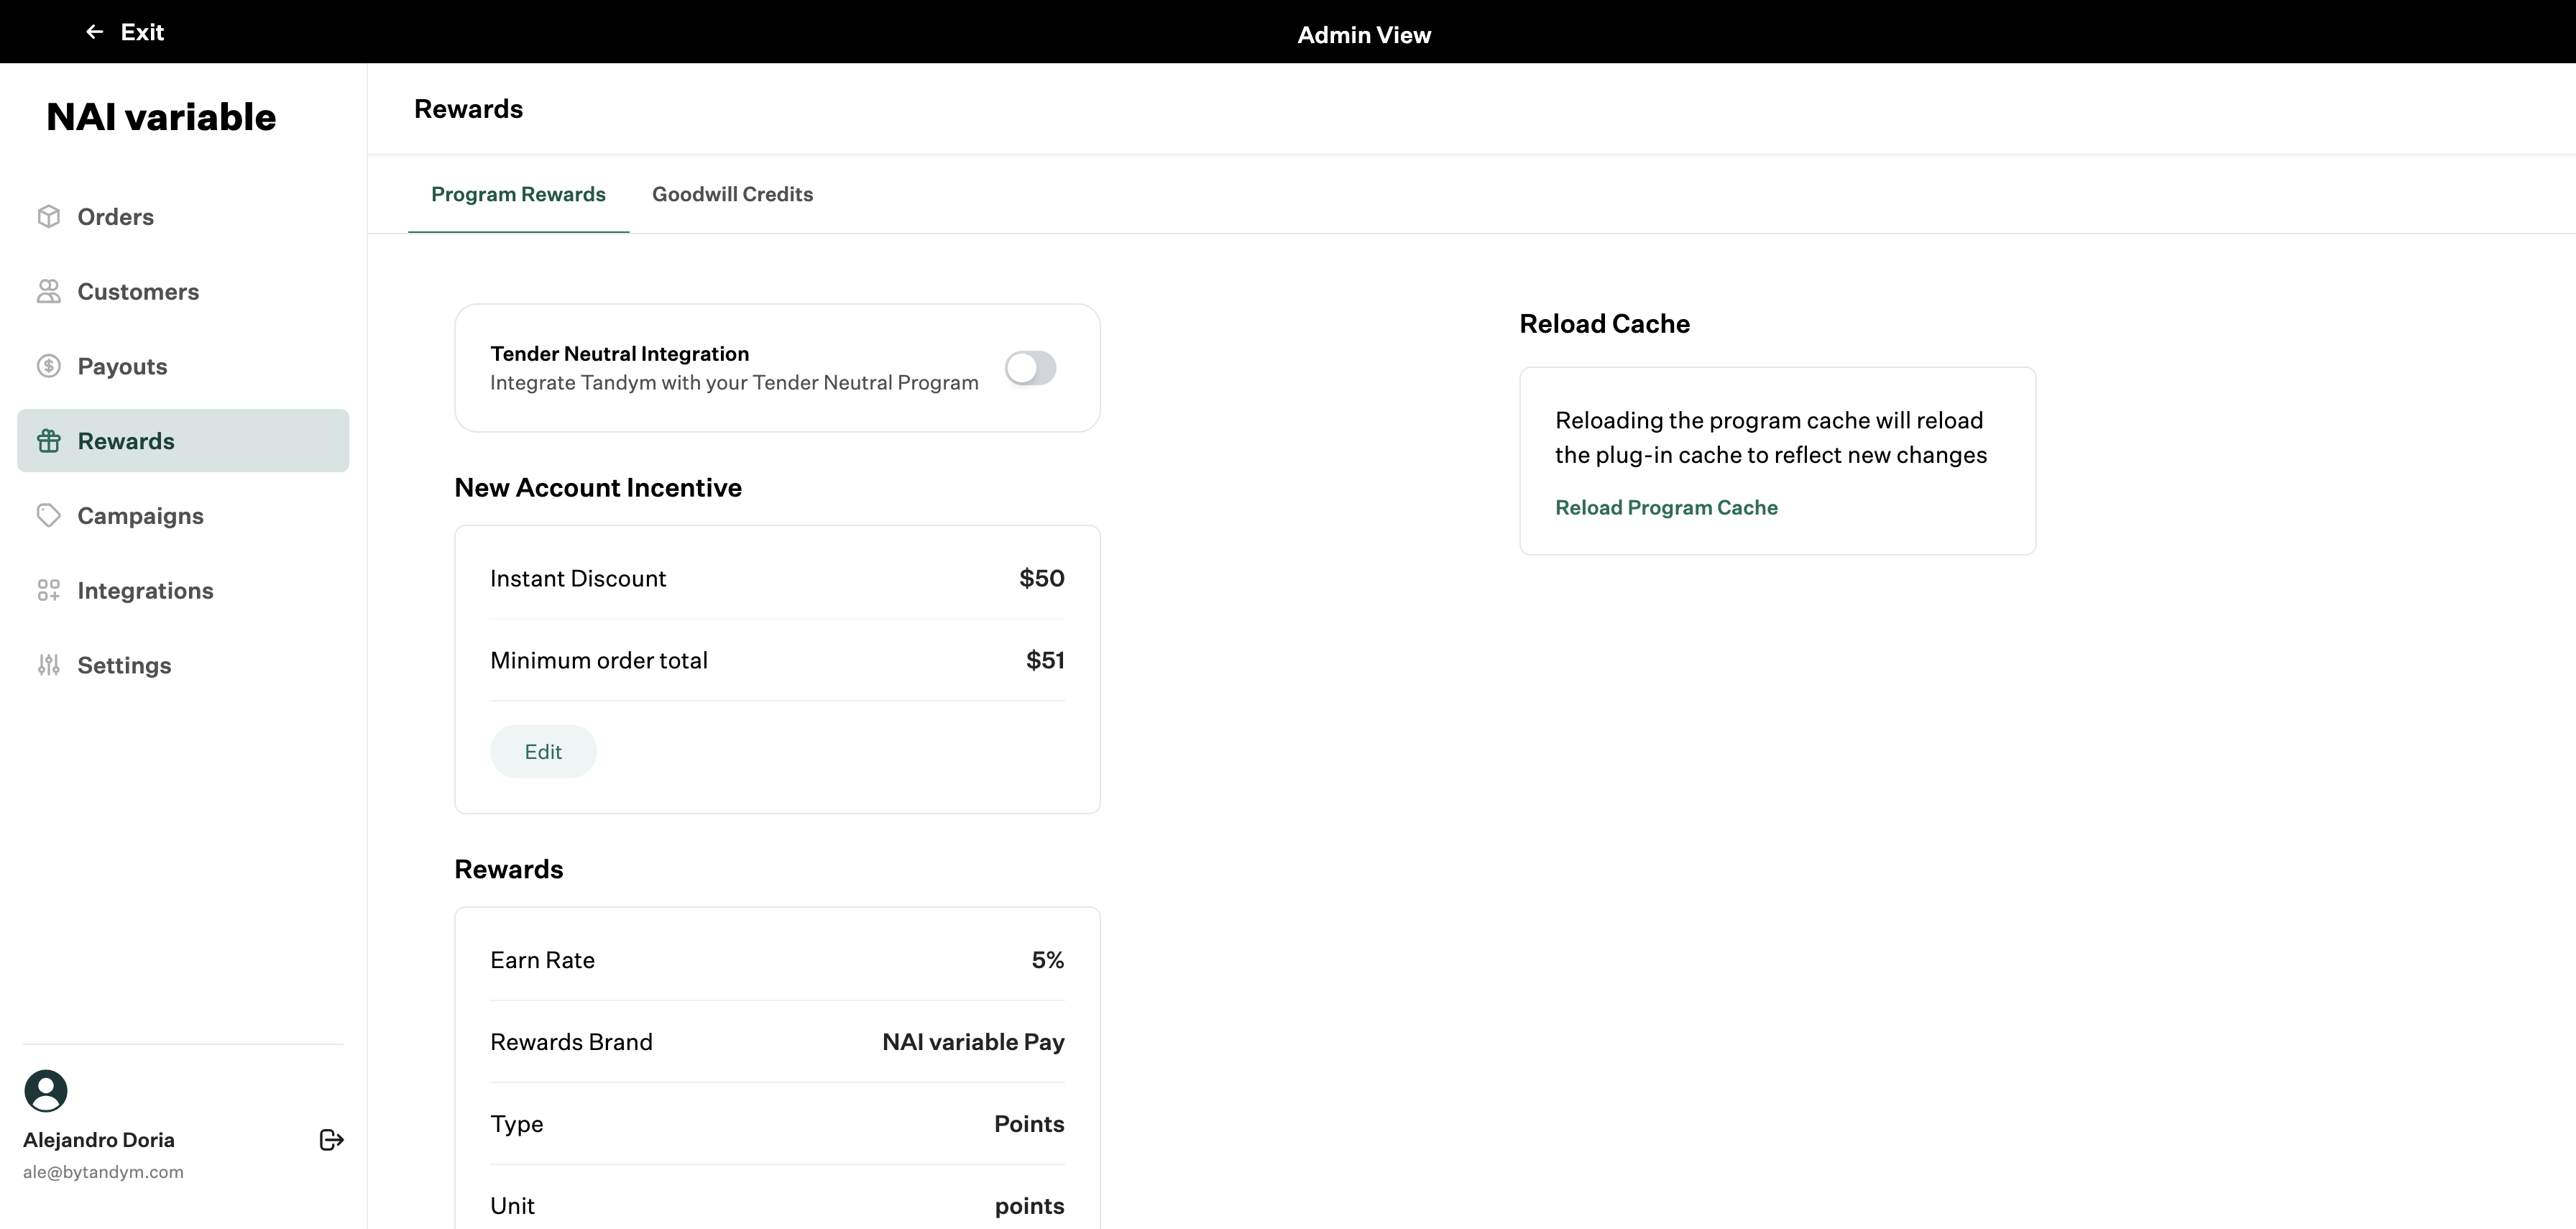 Exit
Admin View
NAI variable
Orders
Customers
Payouts
Rewards
Campaigns
Integrations
Settings
Alejandro Doria
ale@bytandym.com
Rewards
Program Rewards
Goodwill Credits
Tender Neutral Integration
Integrate Tandym with your Tender Neutral Program
New Account Incentive
Instant Discount $50
Minimum order total $51
Edit
Rewards
Earn Rate 5%
Rewards Brand NAI variable Pay
Type Points
Unit points
Reload Cache
Reloading the program cache will reload
the plug-in cache to reflect new changes
Reload Program Cache